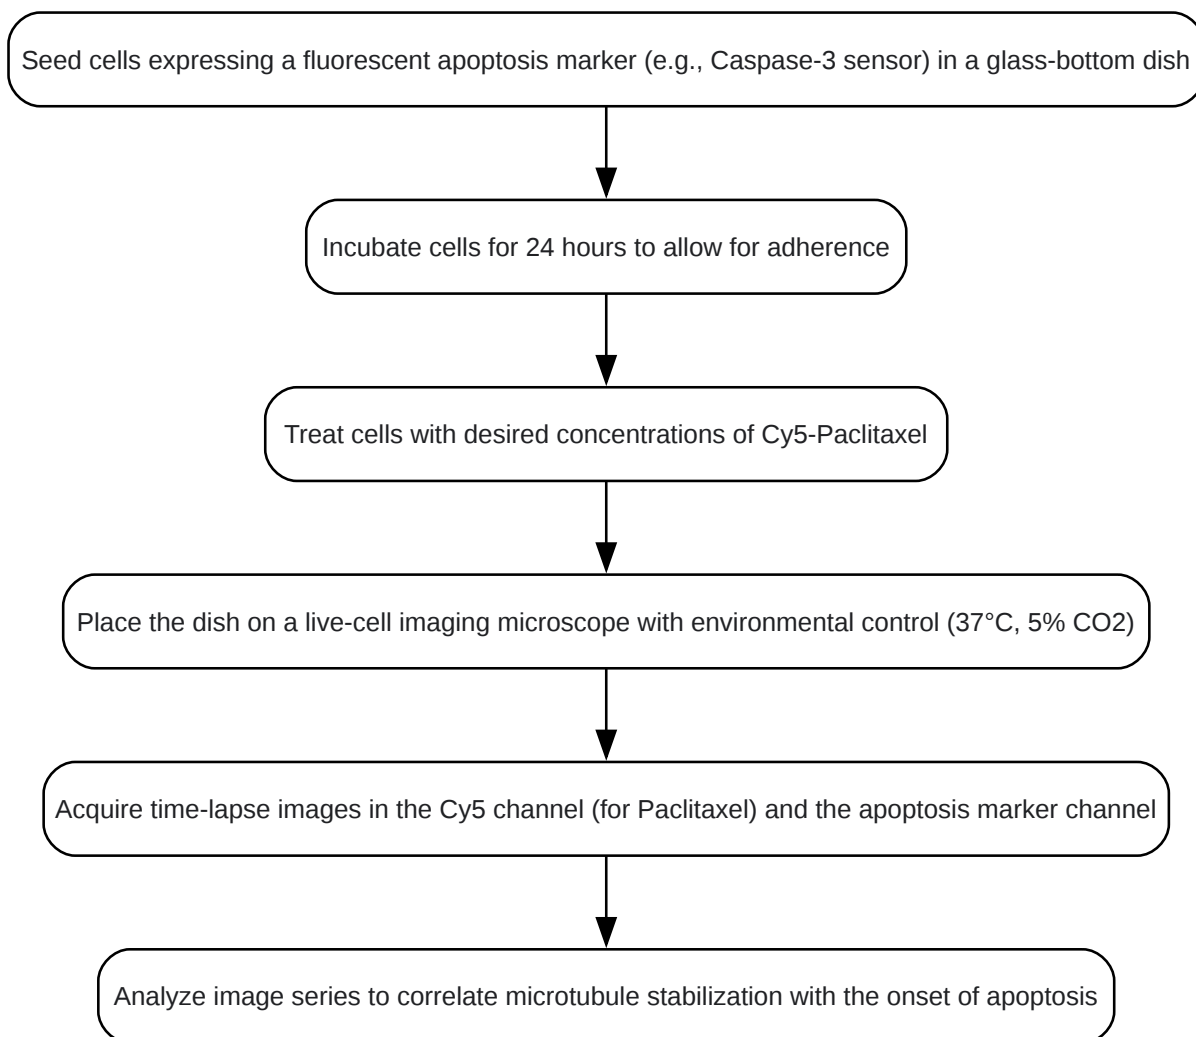 Seed cells expressing a fluorescent apoptosis marker (e.g., Caspase-3 sensor) in a glass-bottom dish
Incubate cells for 24 hours to allow for adherence
Treat cells with desired concentrations of Cy5-Paclitaxel
Place the dish on a live-cell imaging microscope with environmental control (37°C, 5% CO2)
Acquire time-lapse images in the Cy5 channel (for Paclitaxel) and the apoptosis marker channel
Analyze image series to correlate microtubule stabilization with the onset of apoptosis